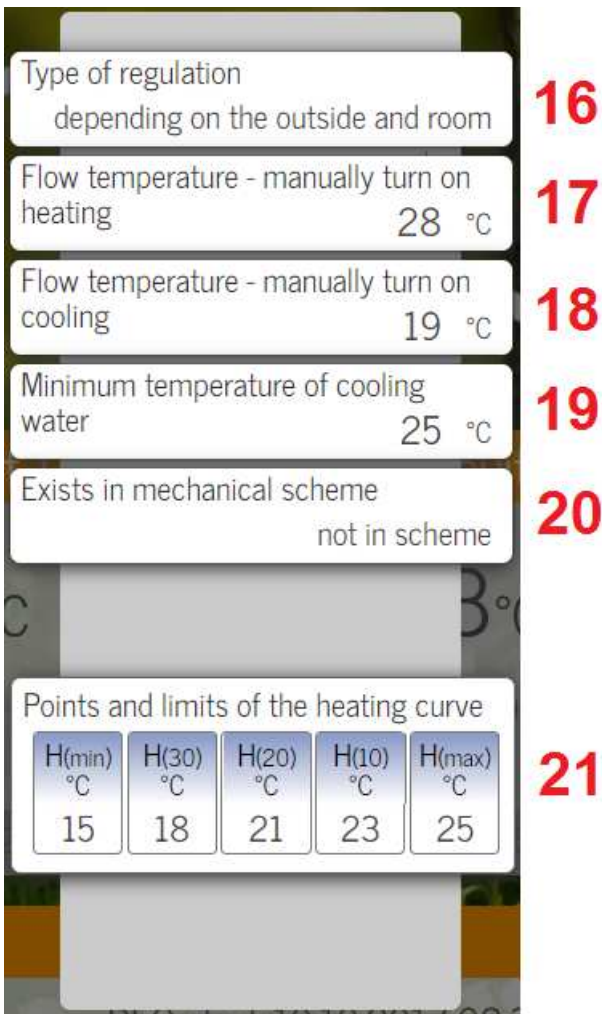 Type of regulation
depending on the outside and room
16
Flow temperature - manually turn on
heating
28 °C
17
Flow temperature - manually turn on
cooling
19 °C
18
Minimum temperature of cooling
water
25 °C
19
Exists in mechanical scheme
not in scheme
20
°C
3°C
Points and limits of the heating curve
H(min) H(30) H(20) H(10) H(max)
°C °C °C °C °C
15 18 21 23 25
21